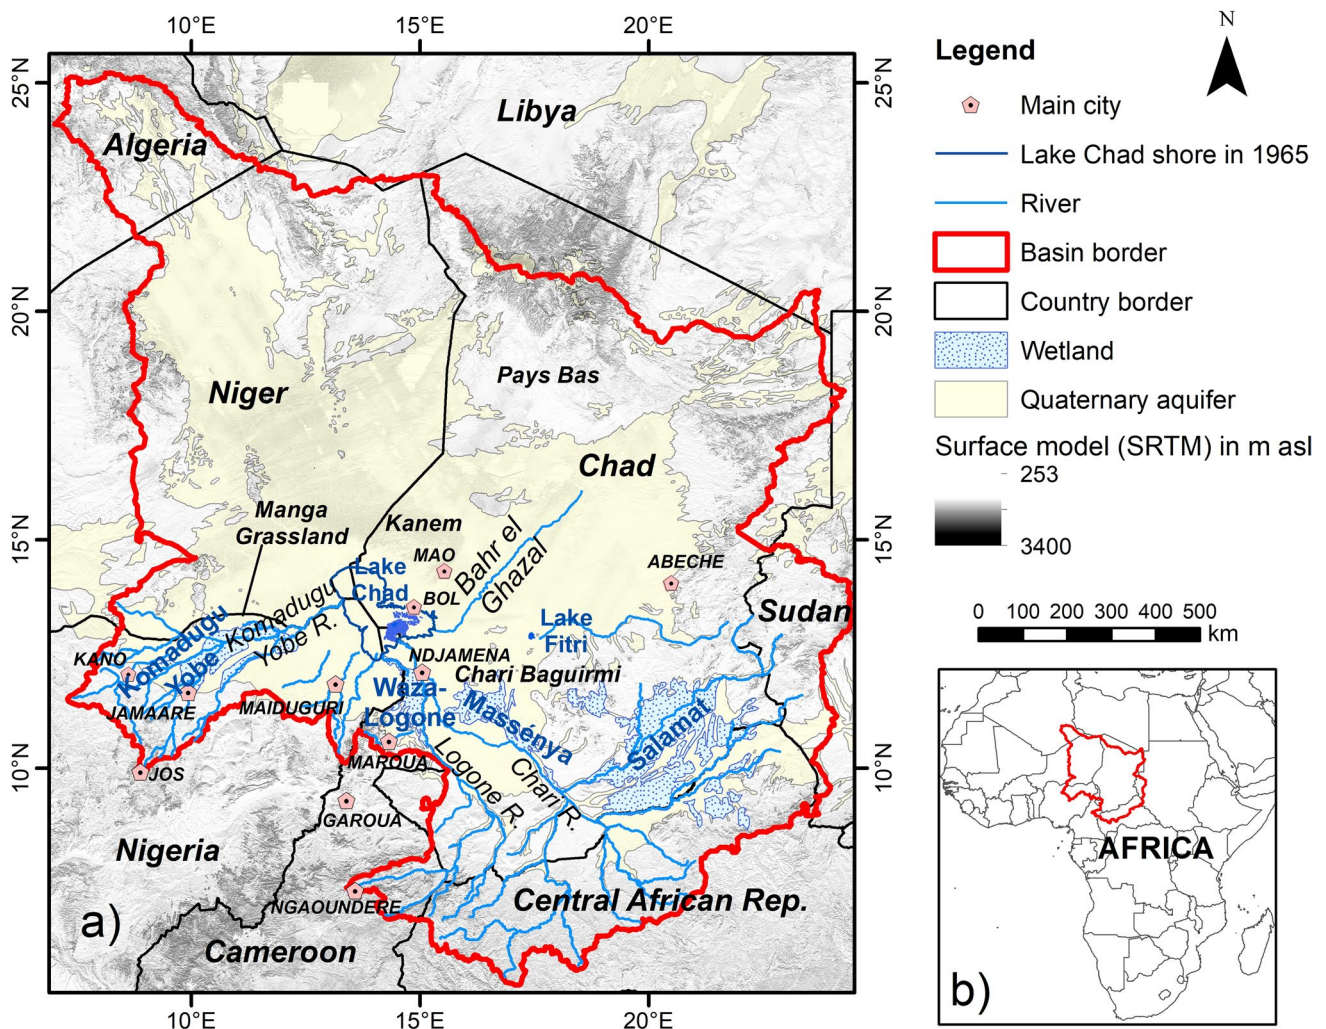 10°E
15°E
20°E
25°N
20°N
15°N
10°N
25°N
20°N
15°N
10°N
10°E
15°E
20°E
Libya
Algeria
Niger
Pays Bas
Chad
Manga
Grassland
Kanem
MAO
Bahr el
Ghazal
ABECHE
Lake
Chad
BOL
Sudan
Komadugu
Yobe R.
Komadugu
Yobe
Lake
Fitri
KANO
NDJAMENA
Chari Baguirmi
JAMAARE
MAIDUGURI
Waza-
Logone
Massénya
Salamat
JOS
MAROUA
Logone R.
Chari R.
GAROUA
Nigeria
NGAOUNDERE
Central African Rep.
Cameroon
a)
N
Legend
Main city
Lake Chad shore in 1965
River
Basin border
Country border
Wetland
Quaternary aquifer
Surface model (SRTM) in m asl
253
3400
0 100 200 300 400 500
km
AFRICA
b)